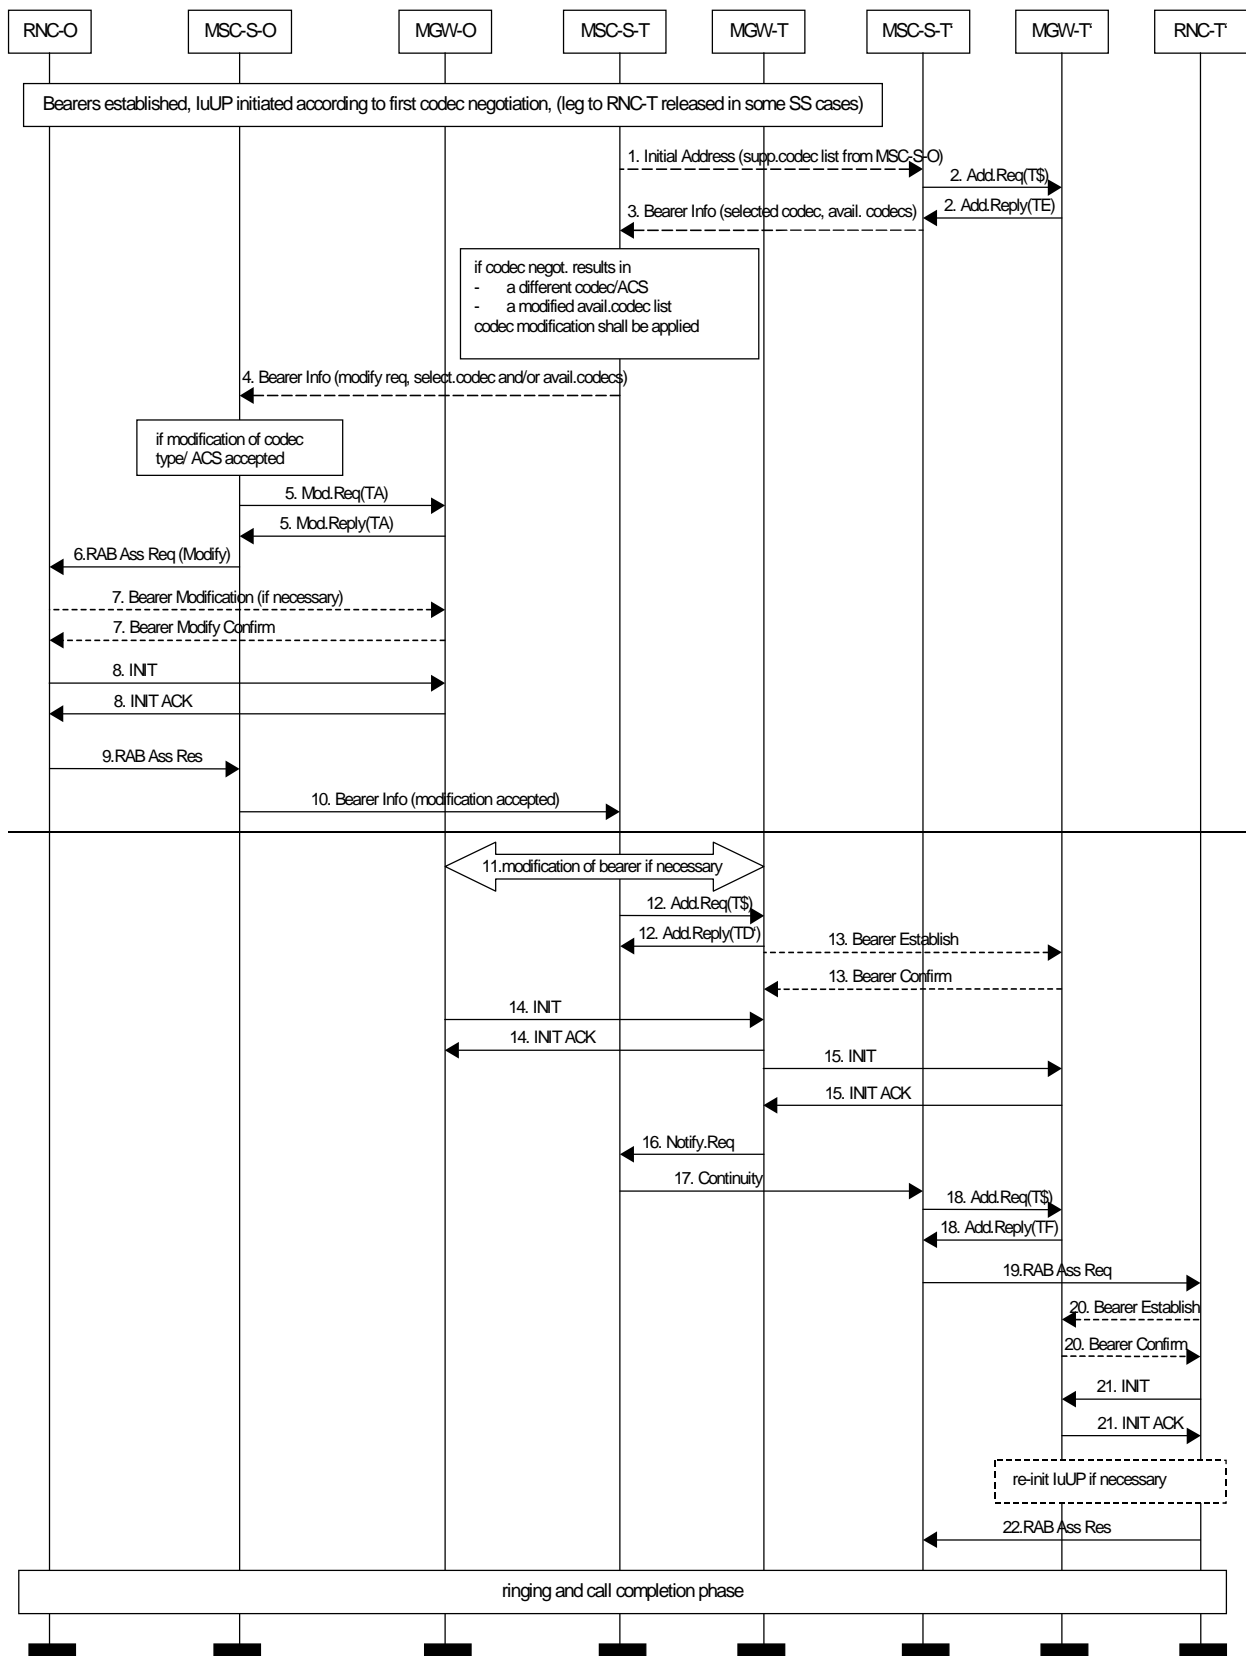 RNC-O
MSC-S-O
MGW-O
MSC-S-T
MGW-T
MSC-S-T'
MGW-T'
RNC-T'
Bearers established, IuUP initiated according to first codec negotiation, (leg to RNC-T released in some SS cases)
1. Initial Address (supp.codec list from MSC-S-O)
2. Add.Req(T$)
2. Add.Reply(TE)
3. Bearer Info (selected codec, avail. codecs)
if codec negot. results in
- a different codec/ACS
- a modified avail.codec list
codec modification shall be applied
4. Bearer Info (modify req, select.codec and/or avail.codecs)
if modification of codec
type/ ACS accepted
5. Mod.Req(TA)
5. Mod.Reply(TA)
6.RAB Ass Req (Modify)
7. Bearer Modification (if necessary)
7. Bearer Modify Confirm
8. INIT
8. INIT ACK
9.RAB Ass Res
10. Bearer Info (modification accepted)
11.modification of bearer if necessary
12. Add.Req(T$)
12. Add.Reply(TD')
13. Bearer Establish
13. Bearer Confirm
14. INIT
14. INIT ACK
15. INIT
15. INIT ACK
16. Notify.Req
17. Continuity
18. Add.Req(T$)
18. Add.Reply(TF)
19.RAB Ass Req
20. Bearer Establish
20. Bearer Confirm
21. INIT
21. INIT ACK
re-init IuUP if necessary
22.RAB Ass Res
ringing and call completion phase